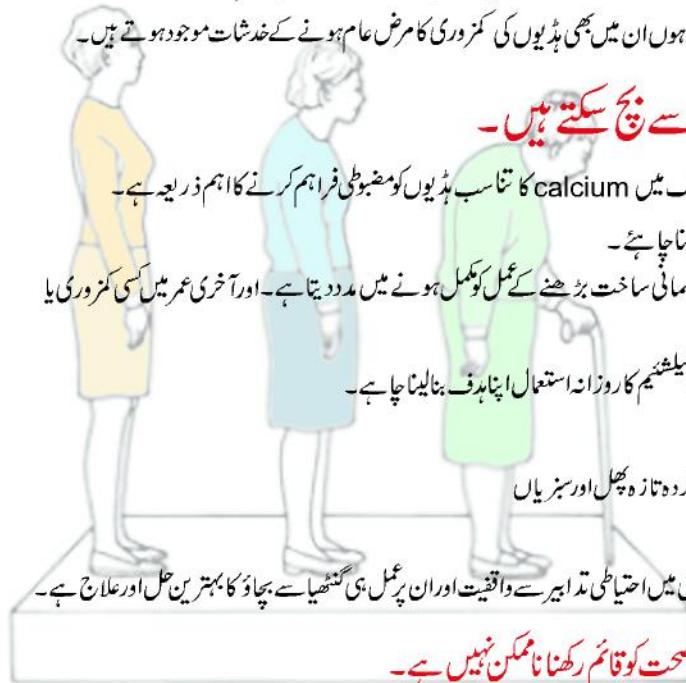 ہوں ان میں بھی ہڈیوں کی کمزوری کا مرض عام ہونے کے خدشات موجود ہوتے ہیں۔
سے بچ سکتے ہیں۔
میں calcium کا تناسب ہڈیوں کو مضبوطی فراہم کرنے کا اہم ذریعہ ہے۔
نا چاہئے۔
مانی ساخت بڑھنے کے عمل کو مکمل ہونے میں مدد دیتا ہے۔ اور آخری عمر میں کسی کمزوری یا
یلشئیم کا روزانہ استعمال اپنا ہدف بنا لینا چاہے۔
ردہ تازہ پھل اور سبزیاں
میں احتیاطی تدابیر سے واقفیت اور ان پر عمل ہی گنٹھیا سے بچاؤ کا بہترین حل اور علاج ہے۔
صحت کو قائم رکھنا ناممکن نہیں ہے۔